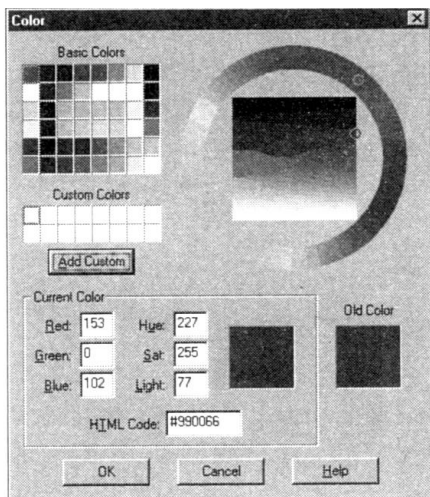 Color
Basic Colors
Custom Colors
Add Custom
Current Color
Red: 153
Hue: 227
Green: 0
Sat: 255
Blue: 102
Light: 77
HTML Code: #990066
Old Color
OK
Cancel
Help